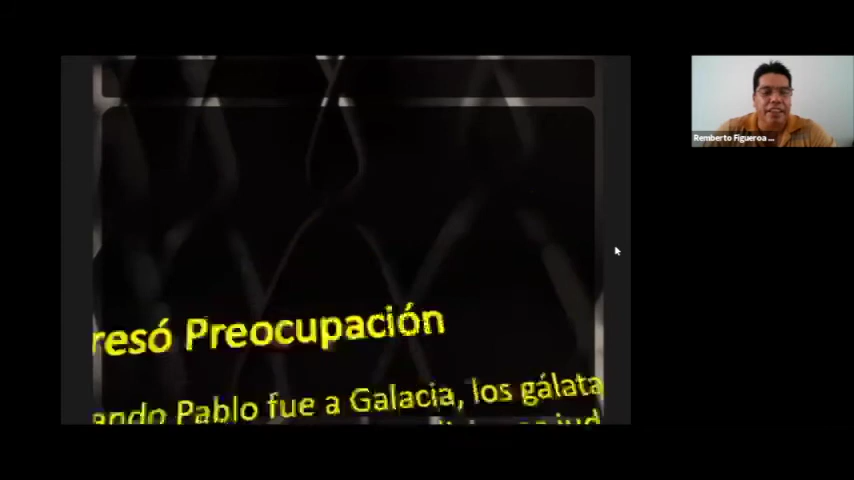 resó Preocupación
ando Pablo fue a Galacia, los gálata
Remberto Figueroa ...